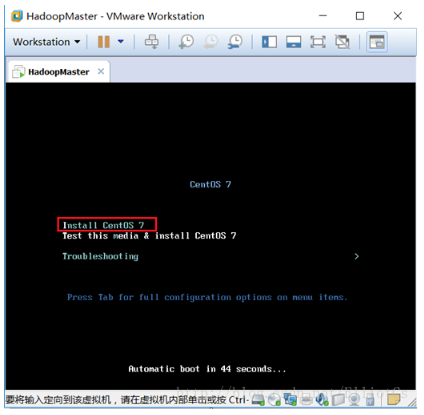 HadoopMaster - VMware Workstation
Workstation
HadoopMaster
CentOS 7
Install CentOS 7
Test this media & install CentOS 7
Troubleshooting
Press Tab for full configuration options on menu items.
Automatic boot in 44 seconds...
要将输入定向到该虚拟机，请在虚拟机内部单击或按 Ctrl-